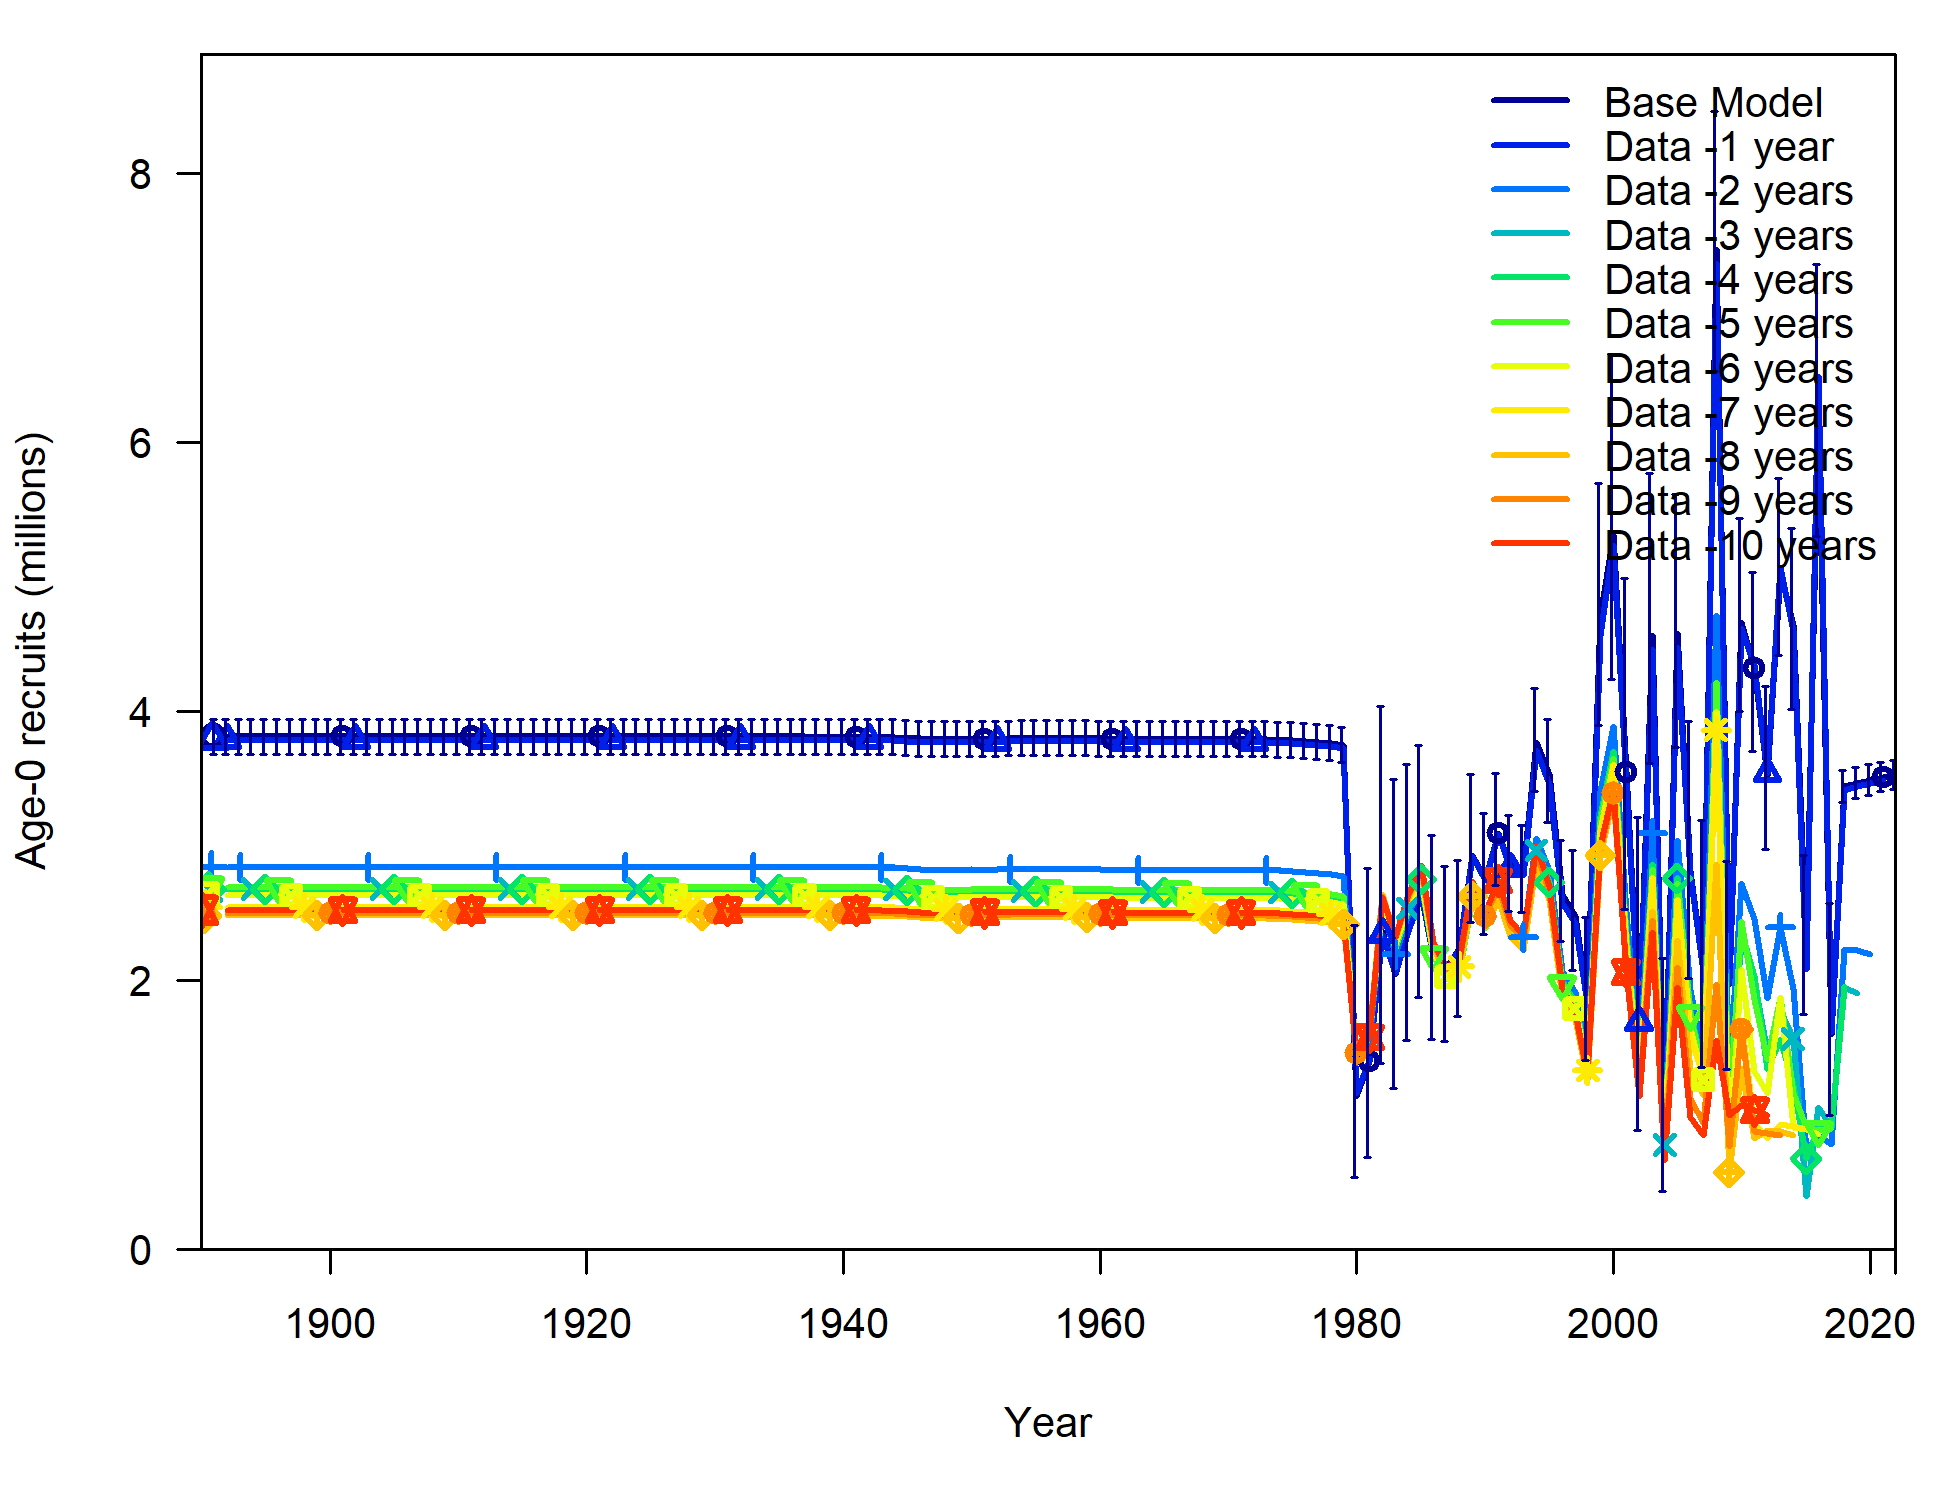 Base Model
Data -1 year
Data -2 years
Data -3 years
Data -4 years
Data -5 years
Data -6 years
Data -7 years
Data -8 years
Data -9 years
Data -10 years
Age-0 recruits (millions)
8
6
4
2
0
1900 1920 1940 1960 1980 2000 2020
Year